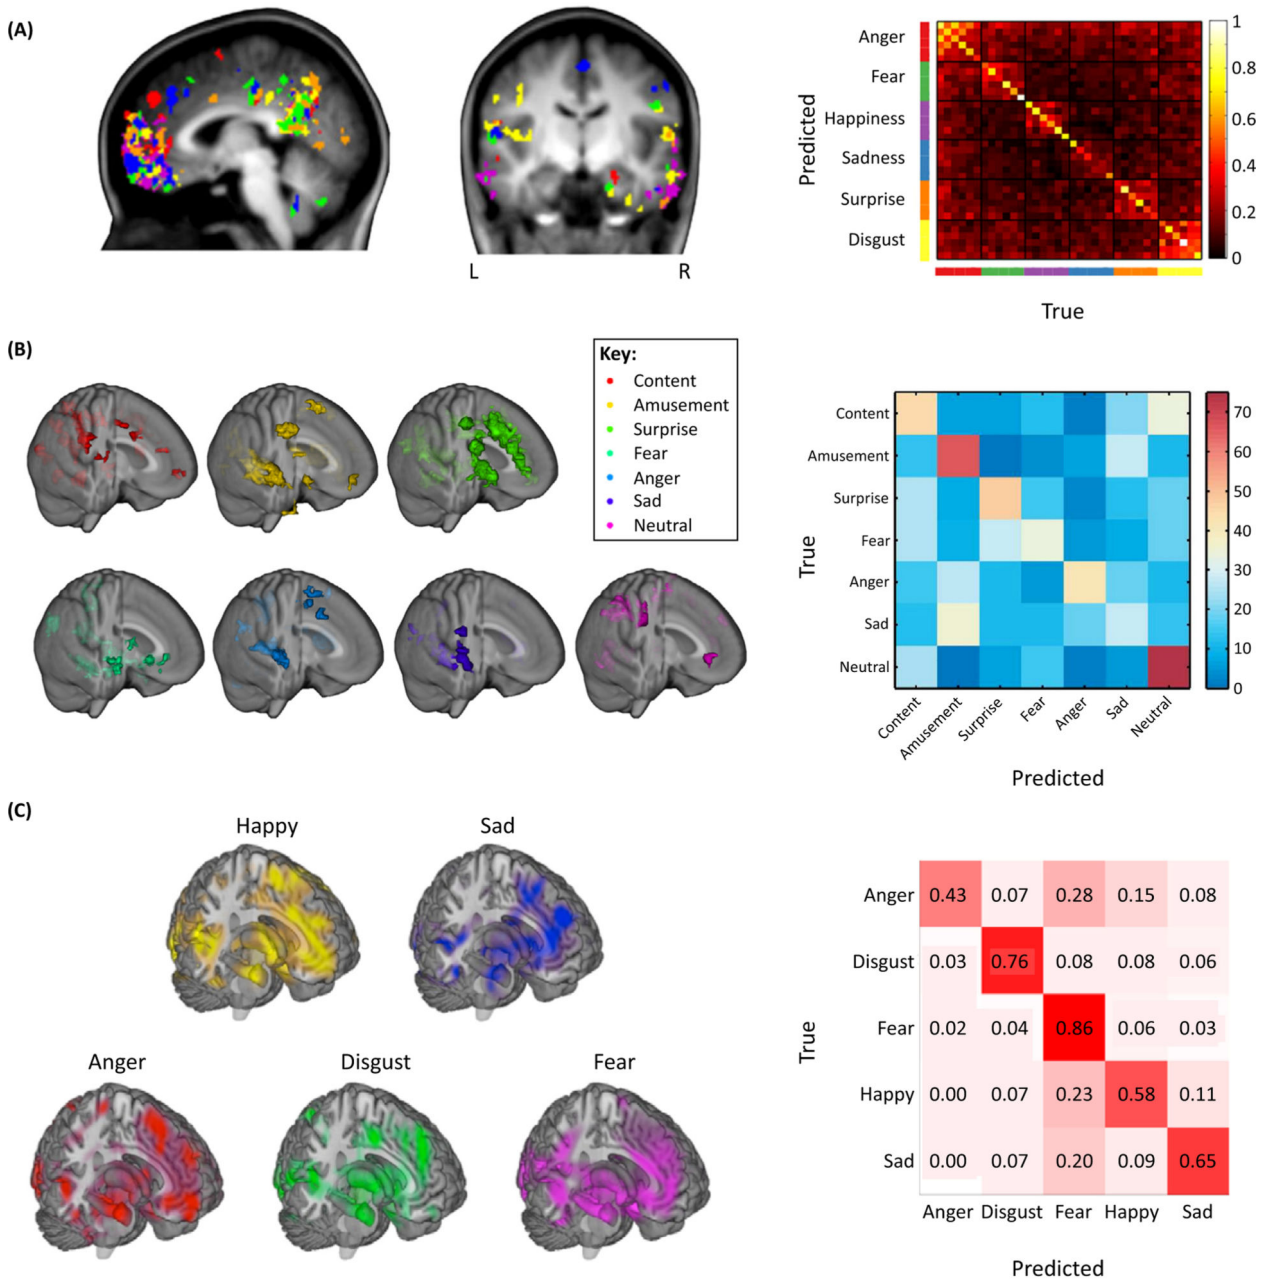 (A)
L R
Predicted
Anger
Fear
Happiness
Sadness
Surprise
Disgust
True
1
0.8
0.6
0.4
0.2
0
(B)
Key:
Content
Amusement
Surprise
Fear
Anger
Sad
Neutral
True
Content
Amusement
Surprise
Fear
Anger
Sad
Neutral
Content Amusement Surprise Fear Anger Sad Neutral
Predicted
70
60
50
40
30
20
10
0
(C)
Happy Sad
Anger Disgust Fear
True
Anger 0.43 0.07 0.28 0.15 0.08
Disgust 0.03 0.76 0.08 0.08 0.06
Fear 0.02 0.04 0.86 0.06 0.03
Happy 0.00 0.07 0.23 0.58 0.11
Sad 0.00 0.07 0.20 0.09 0.65
Anger Disgust Fear Happy Sad
Predicted